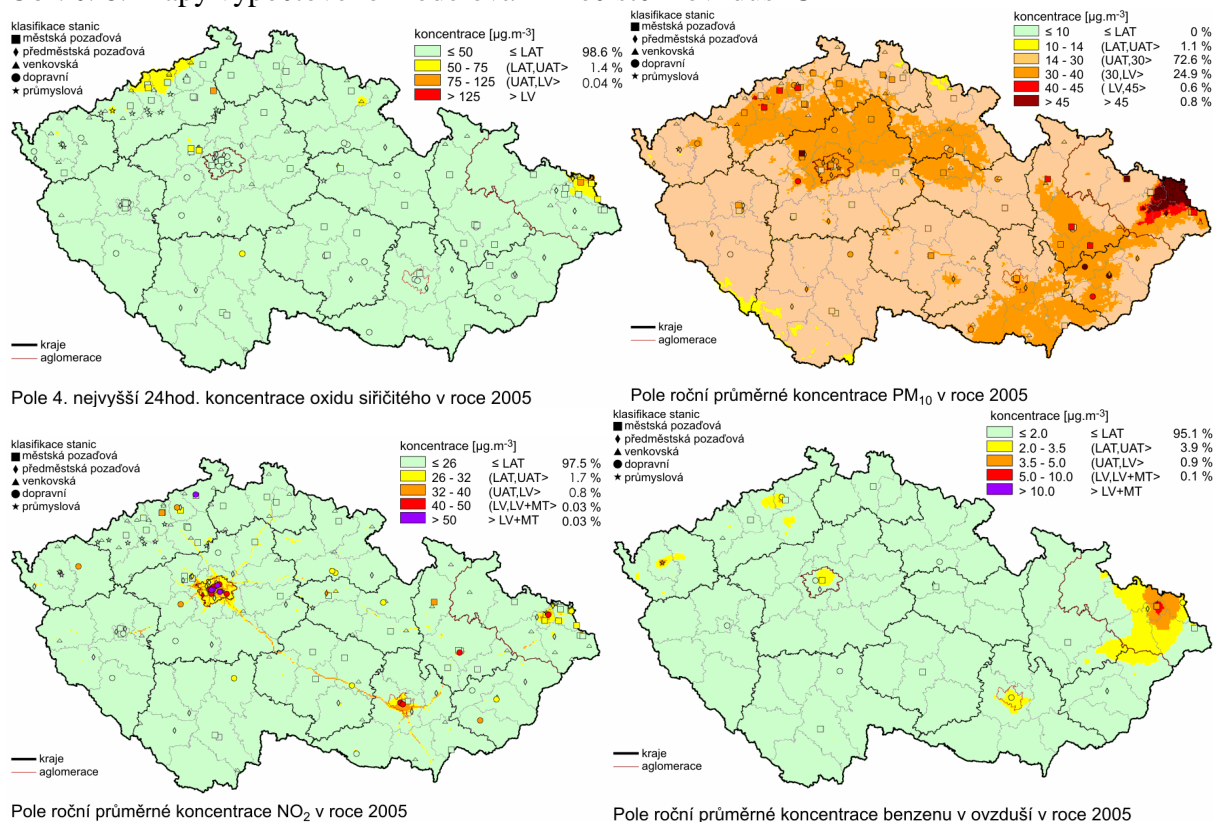 klasifikace stanic
městská pozaďová
předměstská pozaďová
venkovská
dopravní
průmyslová
koncentrace [µg.m-3]
≤ 50 ≤ LAT 98.6 %
50 - 75 (LAT,UAT> 1.4 %
75 - 125 (UAT,LV> 0.04 %
> 125 > LV
kraje
aglomerace
Pole 4. nejvyšší 24hod. koncentrace oxidu siřičitého v roce 2005
klasifikace stanic
městská pozaďová
předměstská pozaďová
venkovská
dopravní
průmyslová
koncentrace [µg.m-3]
≤ 10 ≤ LAT 0 %
10 - 14 (LAT,UAT> 1.1 %
14 - 30 (UAT,30> 72.6 %
30 - 40 (30,LV> 24.9 %
40 - 45 ( LV,45> 0.6 %
> 45 > 45 0.8 %
kraje
aglomerace
Pole roční průměrné koncentrace PM10 v roce 2005
klasifikace stanic
městská pozaďová
předměstská pozaďová
venkovská
dopravní
průmyslová
koncentrace [µg.m-3]
≤ 26 ≤ LAT 97.5 %
26 - 32 (LAT,UAT> 1.7 %
32 - 40 (UAT,LV> 0.8 %
40 - 50 (LV,LV+MT> 0.03 %
> 50 > LV+MT 0.03 %
kraje
aglomerace
Pole roční průměrné koncentrace NO2 v roce 2005
klasifikace stanic
městská pozaďová
předměstská pozaďová
venkovská
dopravní
průmyslová
koncentrace [µg.m-3]
≤ 2.0 ≤ LAT 95.1 %
2.0 - 3.5 (LAT,UAT> 3.9 %
3.5 - 5.0 (UAT,LV> 0.9 %
5.0 - 10.0 (LV,LV+MT> 0.1 %
> 10.0 > LV+MT
kraje
aglomerace
Pole roční průměrné koncentrace benzenu v ovzduší v roce 2005